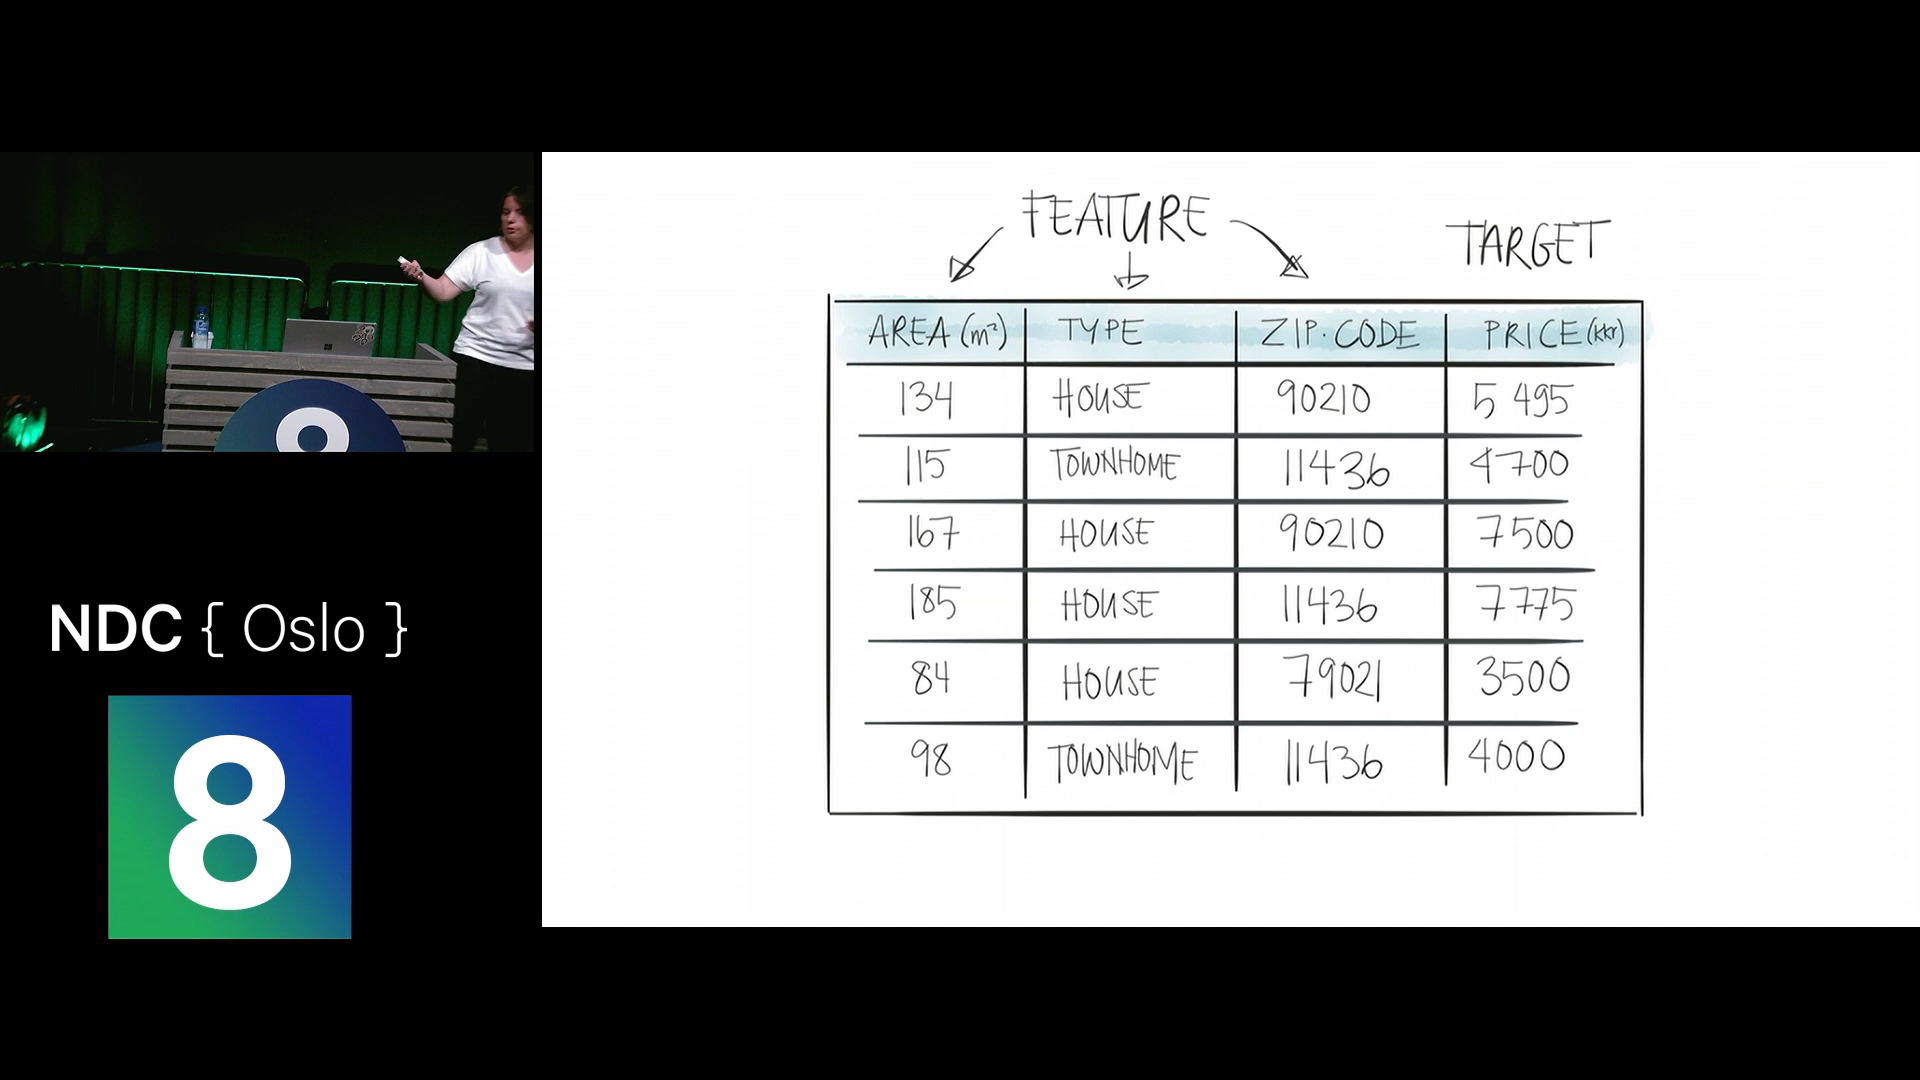 FEATURE
TARGET
AREA (m²) TYPE ZIP.CODE PRICE (kkr)
134 HOUSE 90210 5 495
115 TOWNHOME 11436 4700
167 HOUSE 90210 7500
185 HOUSE 11436 7775
84 HOUSE 79021 3500
98 TOWNHOME 11436 4000
NDC { Oslo }
8
8